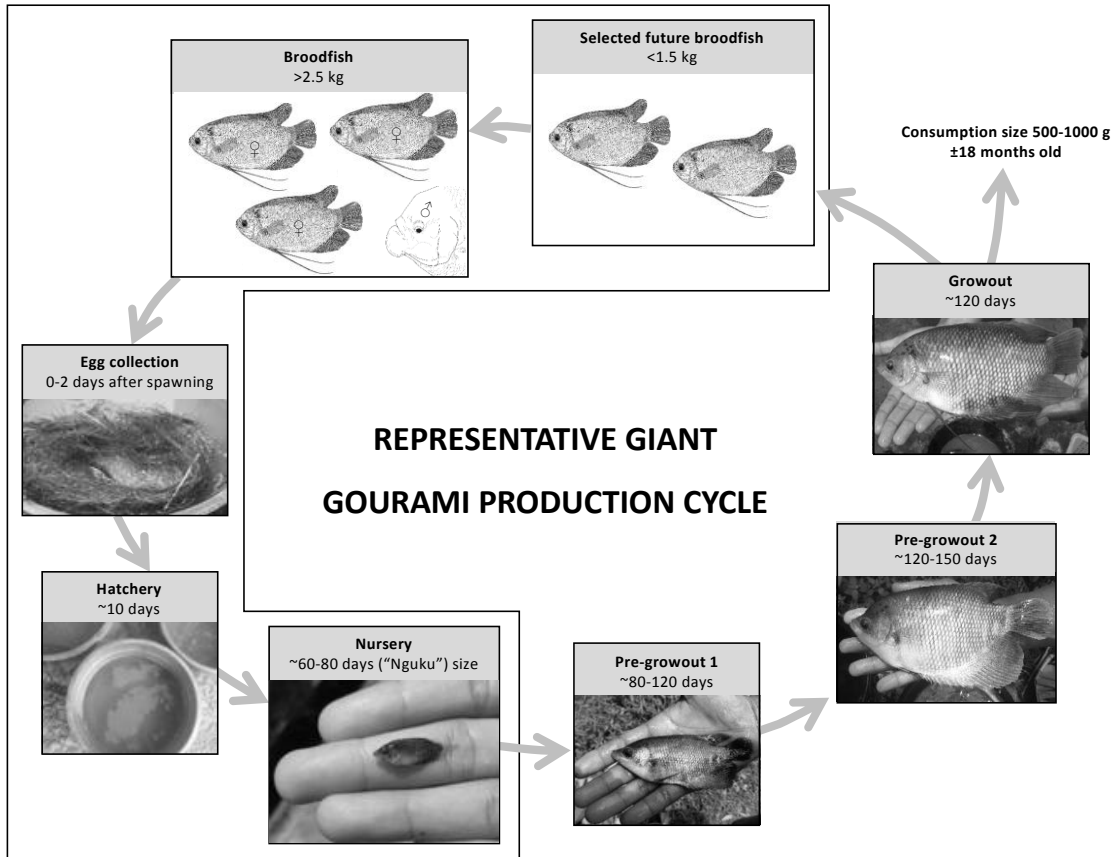 Selected future broodfish
<1.5 kg
Broodfish
>2.5 kg
♀
♀
♀
♂
Consumption size 500-1000 g
±18 months old
Growout
~120 days
Egg collection
0-2 days after spawning
REPRESENTATIVE GIANT
GOURAMI PRODUCTION CYCLE
Pre-growout 2
~120-150 days
Hatchery
~10 days
Nursery
~60-80 days (“Nguku”) size
Pre-growout 1
~80-120 days